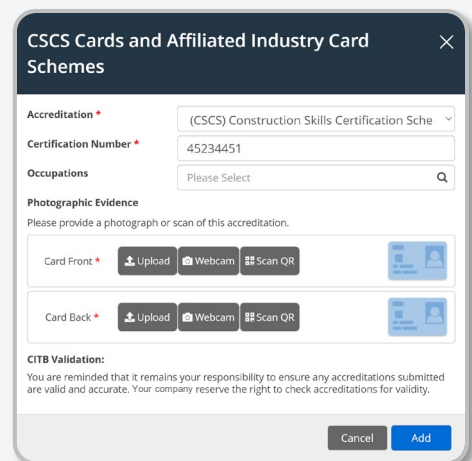 CSCS Cards and Affiliated Industry Card
Schemes
Accreditation *
(CSCS) Construction Skills Certification Sche
Certification Number *
45234451
Occupations
Please Select
Photographic Evidence
Please provide a photograph or scan of this accreditation.
Card Front * Upload Webcam Scan QR
Card Back * Upload Webcam Scan QR
CITB Validation:
You are reminded that it remains your responsibility to ensure any accreditations submitted
are valid and accurate. Your company reserve the right to check accreditations for validity.
Cancel Add